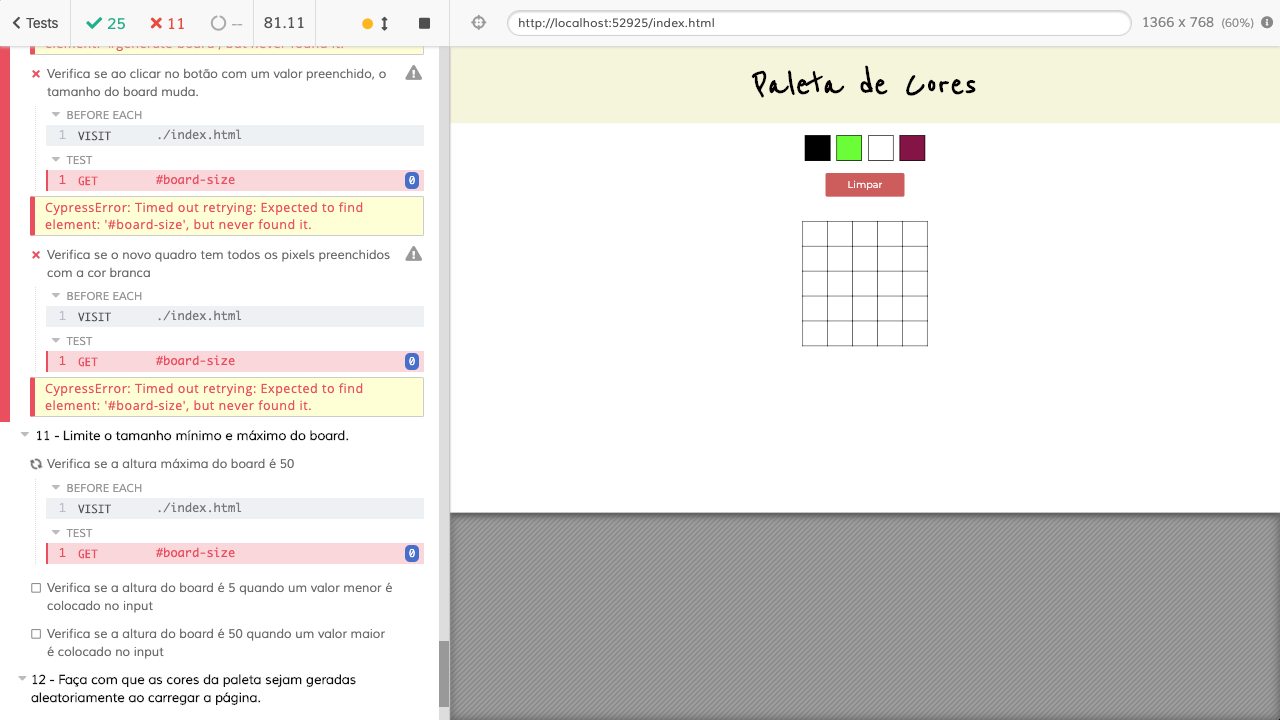 Tests 25 11 -- 81.11
http://localhost:52925/index.html 1366 x 768 (60%)
element: '#generate-board', but never found it.
Verifica se ao clicar no botão com um valor preenchido, o
tamanho do board muda.
BEFORE EACH
1 VISIT ./index.html
TEST
1 GET #board-size 0
CypressError: Timed out retrying: Expected to find
element: '#board-size', but never found it.
Verifica se o novo quadro tem todos os pixels preenchidos
com a cor branca
BEFORE EACH
1 VISIT ./index.html
TEST
1 GET #board-size 0
CypressError: Timed out retrying: Expected to find
element: '#board-size', but never found it.
11 - Limite o tamanho mínimo e máximo do board.
Verifica se a altura máxima do board é 50
BEFORE EACH
1 VISIT ./index.html
TEST
1 GET #board-size 0
Verifica se a altura do board é 5 quando um valor menor é
colocado no input
Verifica se a altura do board é 50 quando um valor maior
é colocado no input
12 - Faça com que as cores da paleta sejam geradas
aleatoriamente ao carregar a página.
Paleta de Cores
Limpar